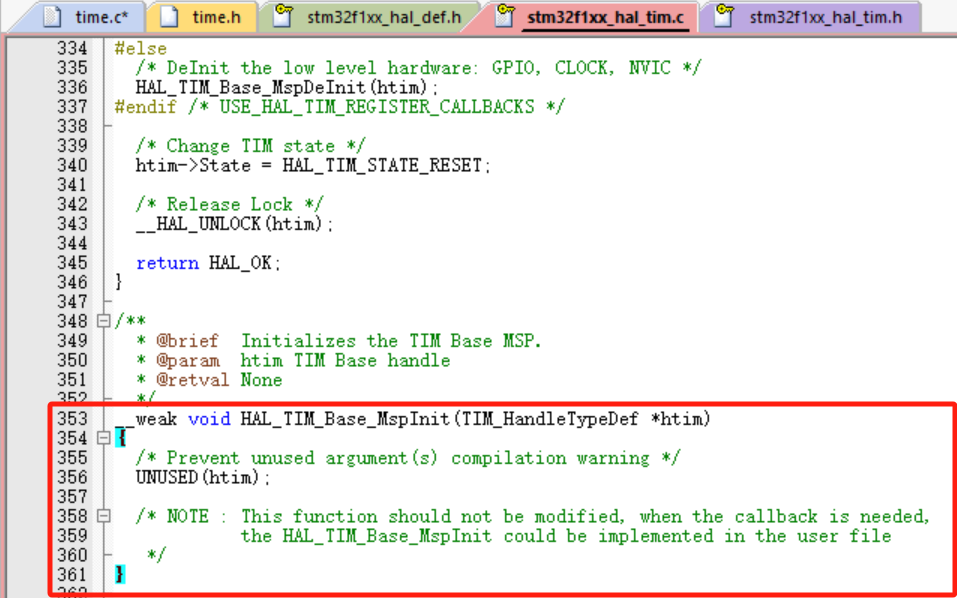 time.c*
time.h
stm32f1xx_hal_def.h
stm32f1xx_hal_tim.c
stm32f1xx_hal_tim.h
334 #else
335 /* DeInit the low level hardware: GPIO, CLOCK, NVIC */
336 HAL_TIM_Base_MspDeInit(htim);
337 #endif /* USE_HAL_TIM_REGISTER_CALLBACKS */
338
339 /* Change TIM state */
340 htim->State = HAL_TIM_STATE_RESET;
341
342 /* Release Lock */
343 __HAL_UNLOCK(htim);
344
345 return HAL_OK;
346 }
347
348 /**
349 * @brief Initializes the TIM Base MSP.
350 * @param htim TIM Base handle
351 * @retval None
352 */
353 __weak void HAL_TIM_Base_MspInit(TIM_HandleTypeDef *htim)
354 {
355 /* Prevent unused argument(s) compilation warning */
356 UNUSED(htim);
357
358 /* NOTE : This function should not be modified, when the callback is needed,
359 the HAL_TIM_Base_MspInit could be implemented in the user file
360 */
361 }
362